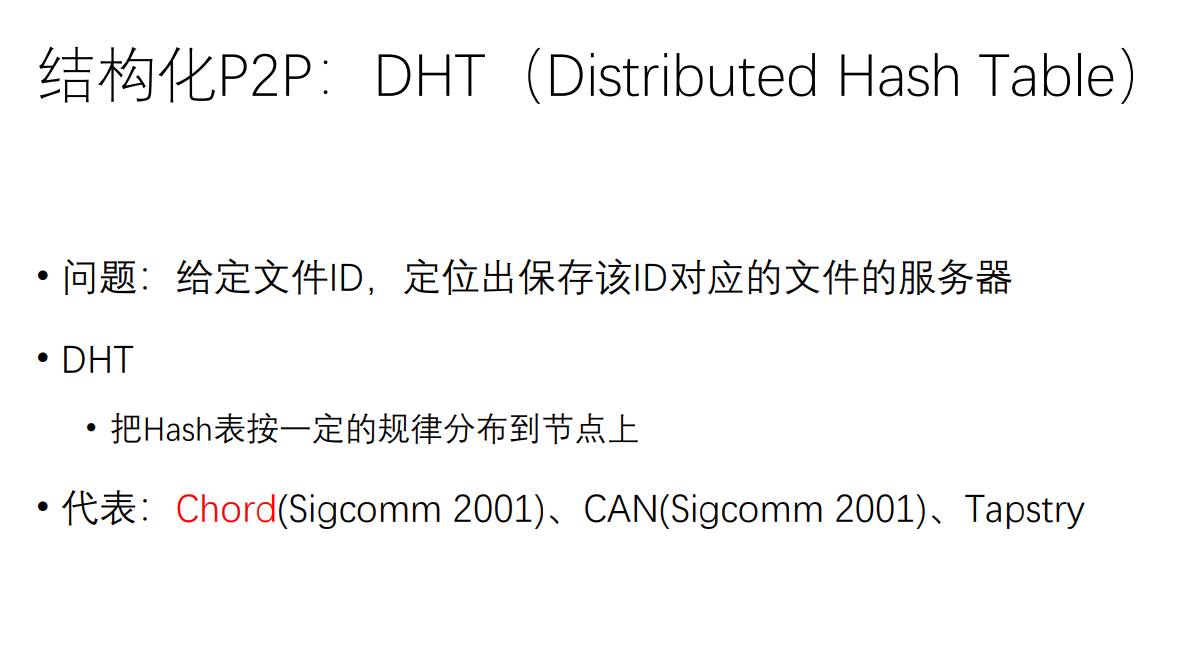 结构化P2P：DHT（Distributed Hash Table）
• 问题：给定文件ID，定位出保存该ID对应的文件的服务器
• DHT
• 把Hash表按一定的规律分布到节点上
• 代表：Chord(Sigcomm 2001)、CAN(Sigcomm 2001)、Tapstry